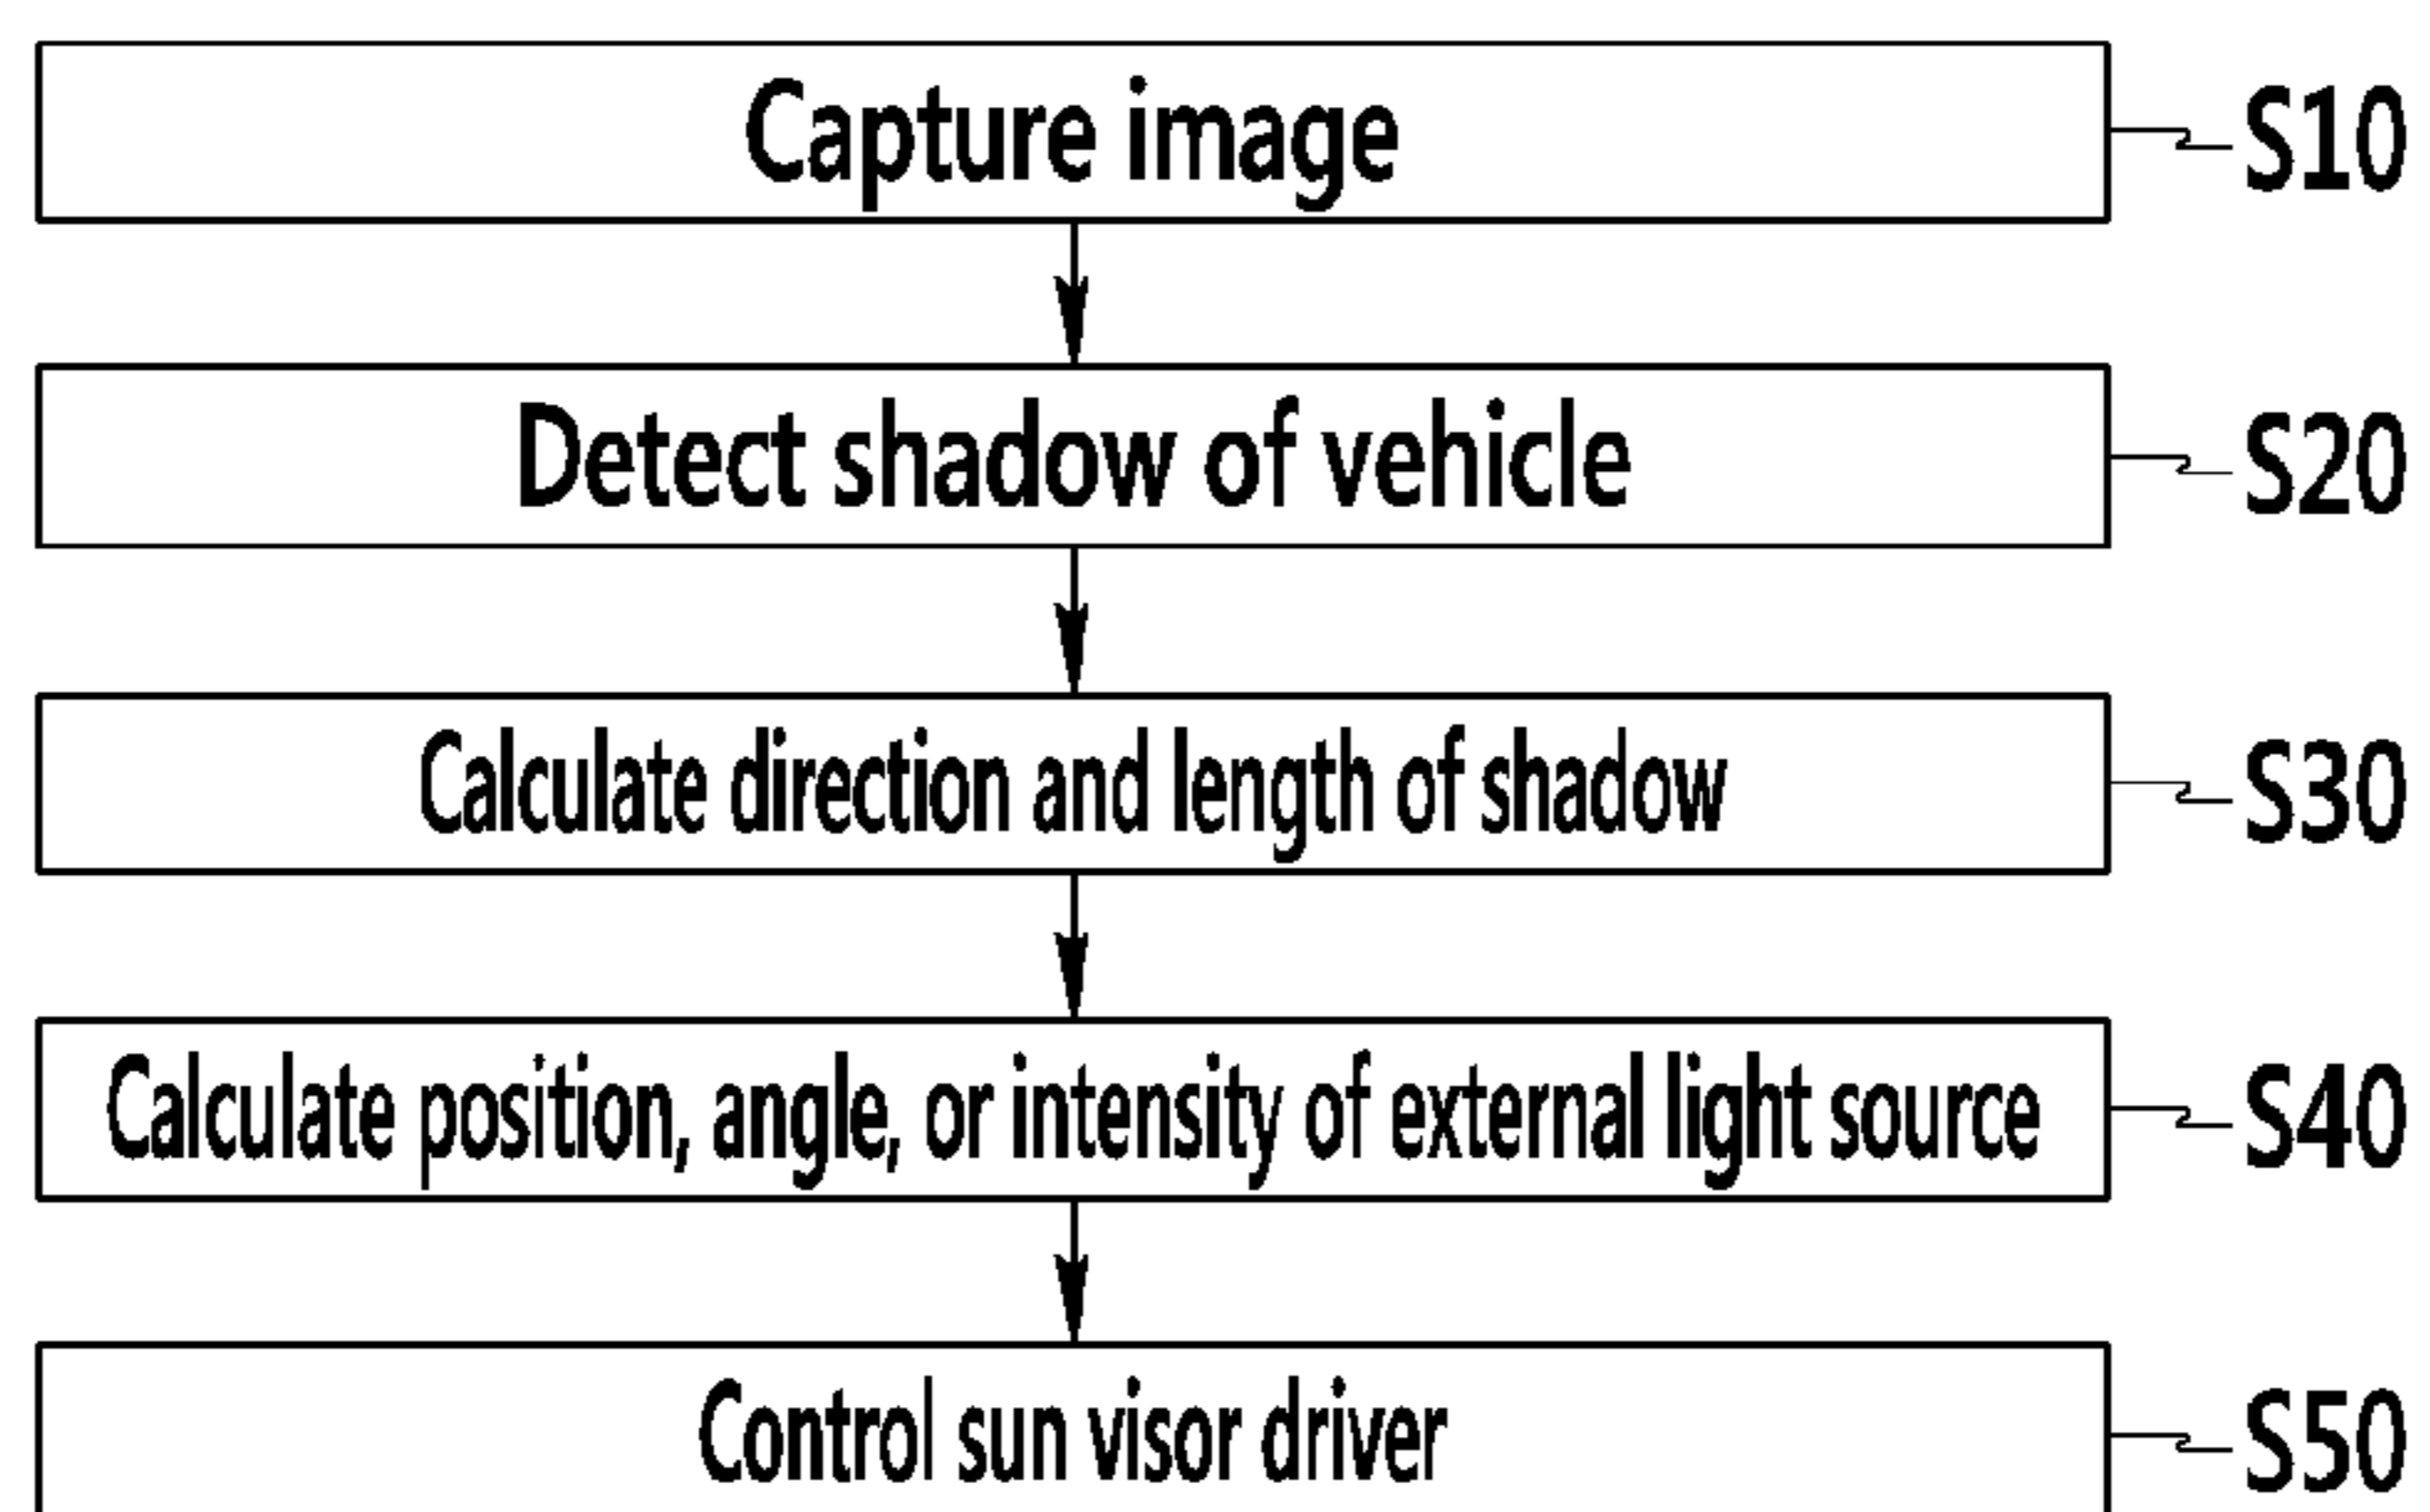 Capture image S10
Detect shadow of vehicle S20
Calculate direction and length of shadow S30
Calculate position, angle, or intensity of external light source S40
Control sun visor driver S50